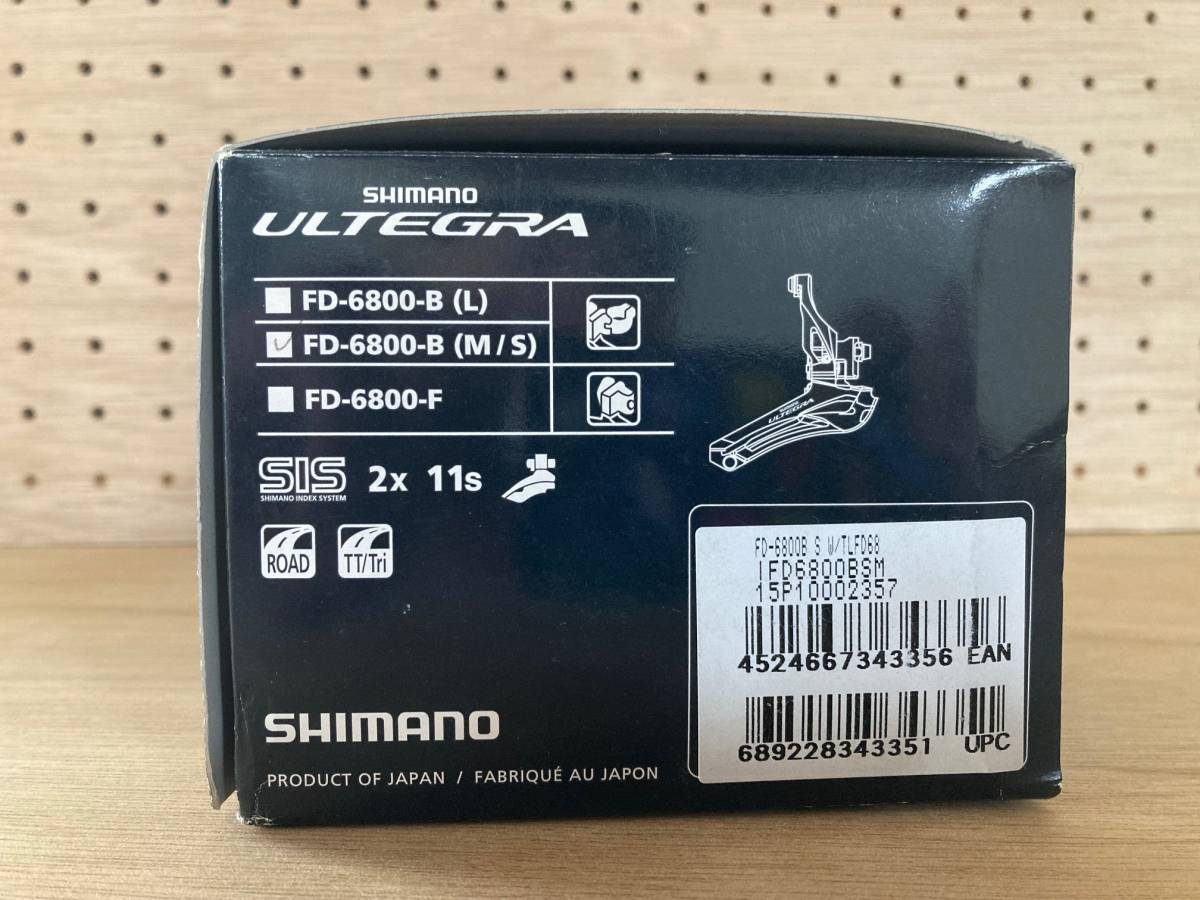 SHIMANO
ULTEGRA
FD-6800-B (L)
FD-6800-B (M/S)
FD-6800-F
SIS
SHIMANO INDEX SYSTEM
2x 11s
ROAD
TT/Tri
ULTEGRA
FD-6800B S W/TLFD68
IFD6800BSM
15P10002357
4524667343356 EAN
689228343351 UPC
SHIMANO
PRODUCT OF JAPAN / FABRIQUÉ AU JAPON